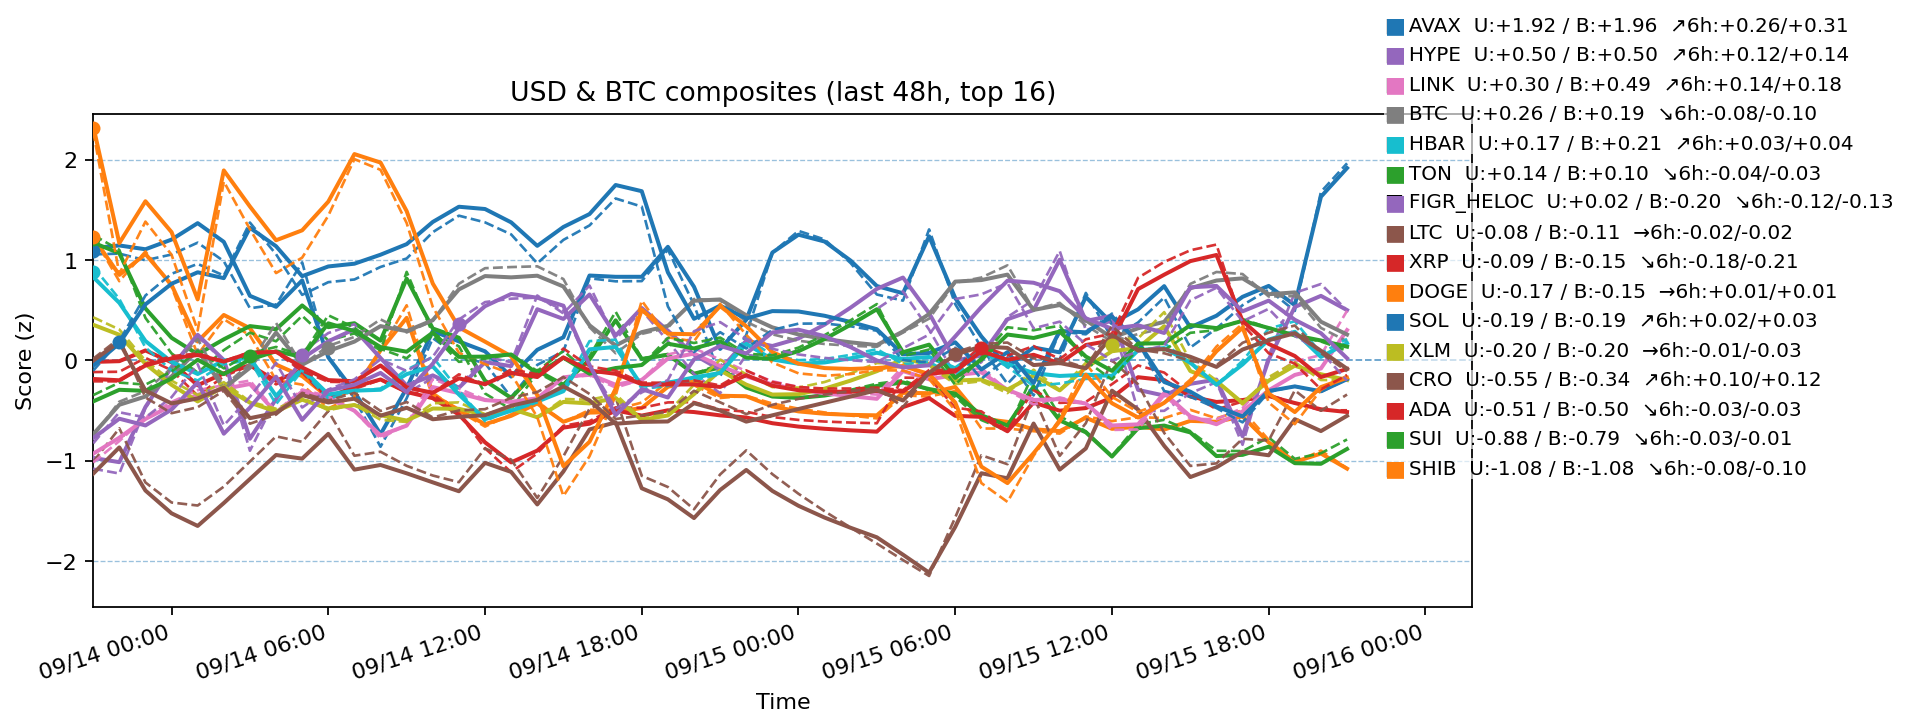 USD & BTC composites (last 48h, top 16)
AVAX U:+1.92 / B:+1.96 ↗6h:+0.26/+0.31
HYPE U:+0.50 / B:+0.50 ↗6h:+0.12/+0.14
LINK U:+0.30 / B:+0.49 ↗6h:+0.14/+0.18
BTC U:+0.26 / B:+0.19 ↘6h:-0.08/-0.10
HBAR U:+0.17 / B:+0.21 ↗6h:+0.03/+0.04
TON U:+0.14 / B:+0.10 ↘6h:-0.04/-0.03
FIGR_HELOC U:+0.02 / B:-0.20 ↘6h:-0.12/-0.13
LTC U:-0.08 / B:-0.11 →6h:-0.02/-0.02
XRP U:-0.09 / B:-0.15 ↘6h:-0.18/-0.21
DOGE U:-0.17 / B:-0.15 →6h:+0.01/+0.01
SOL U:-0.19 / B:-0.19 ↗6h:+0.02/+0.03
XLM U:-0.20 / B:-0.20 →6h:-0.01/-0.03
CRO U:-0.55 / B:-0.34 ↗6h:+0.10/+0.12
ADA U:-0.51 / B:-0.50 ↘6h:-0.03/-0.03
SUI U:-0.88 / B:-0.79 ↘6h:-0.03/-0.01
SHIB U:-1.08 / B:-1.08 ↘6h:-0.08/-0.10
Score (z)
2
1
0
−1
−2
09/14 00:00
09/14 06:00
09/14 12:00
09/14 18:00
09/15 00:00
09/15 06:00
09/15 12:00
09/15 18:00
09/16 00:00
Time